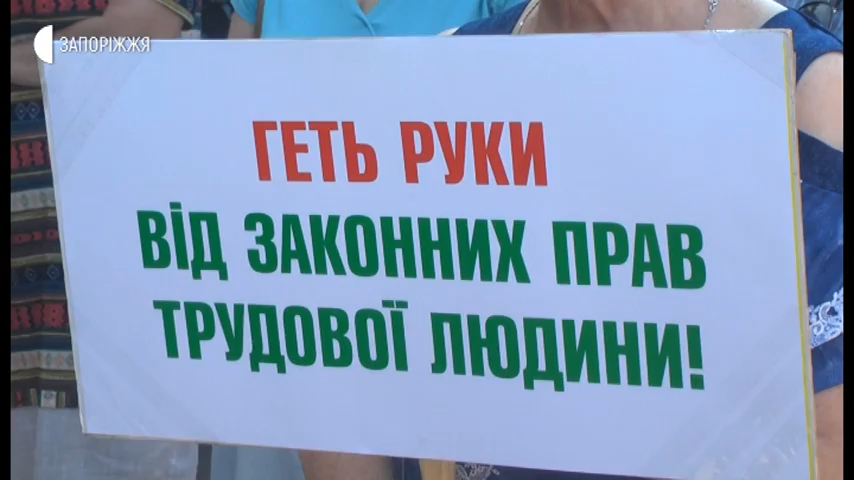 ЗАПОРІЖЖЯ
ГЕТЬ РУКИ
ВІД ЗАКОННИХ ПРАВ
ТРУДОВОЇ ЛЮДИНИ!